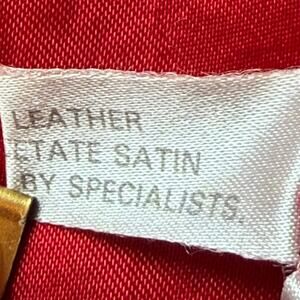 LEATHER
ETATE SATIN
BY SPECIALISTS.